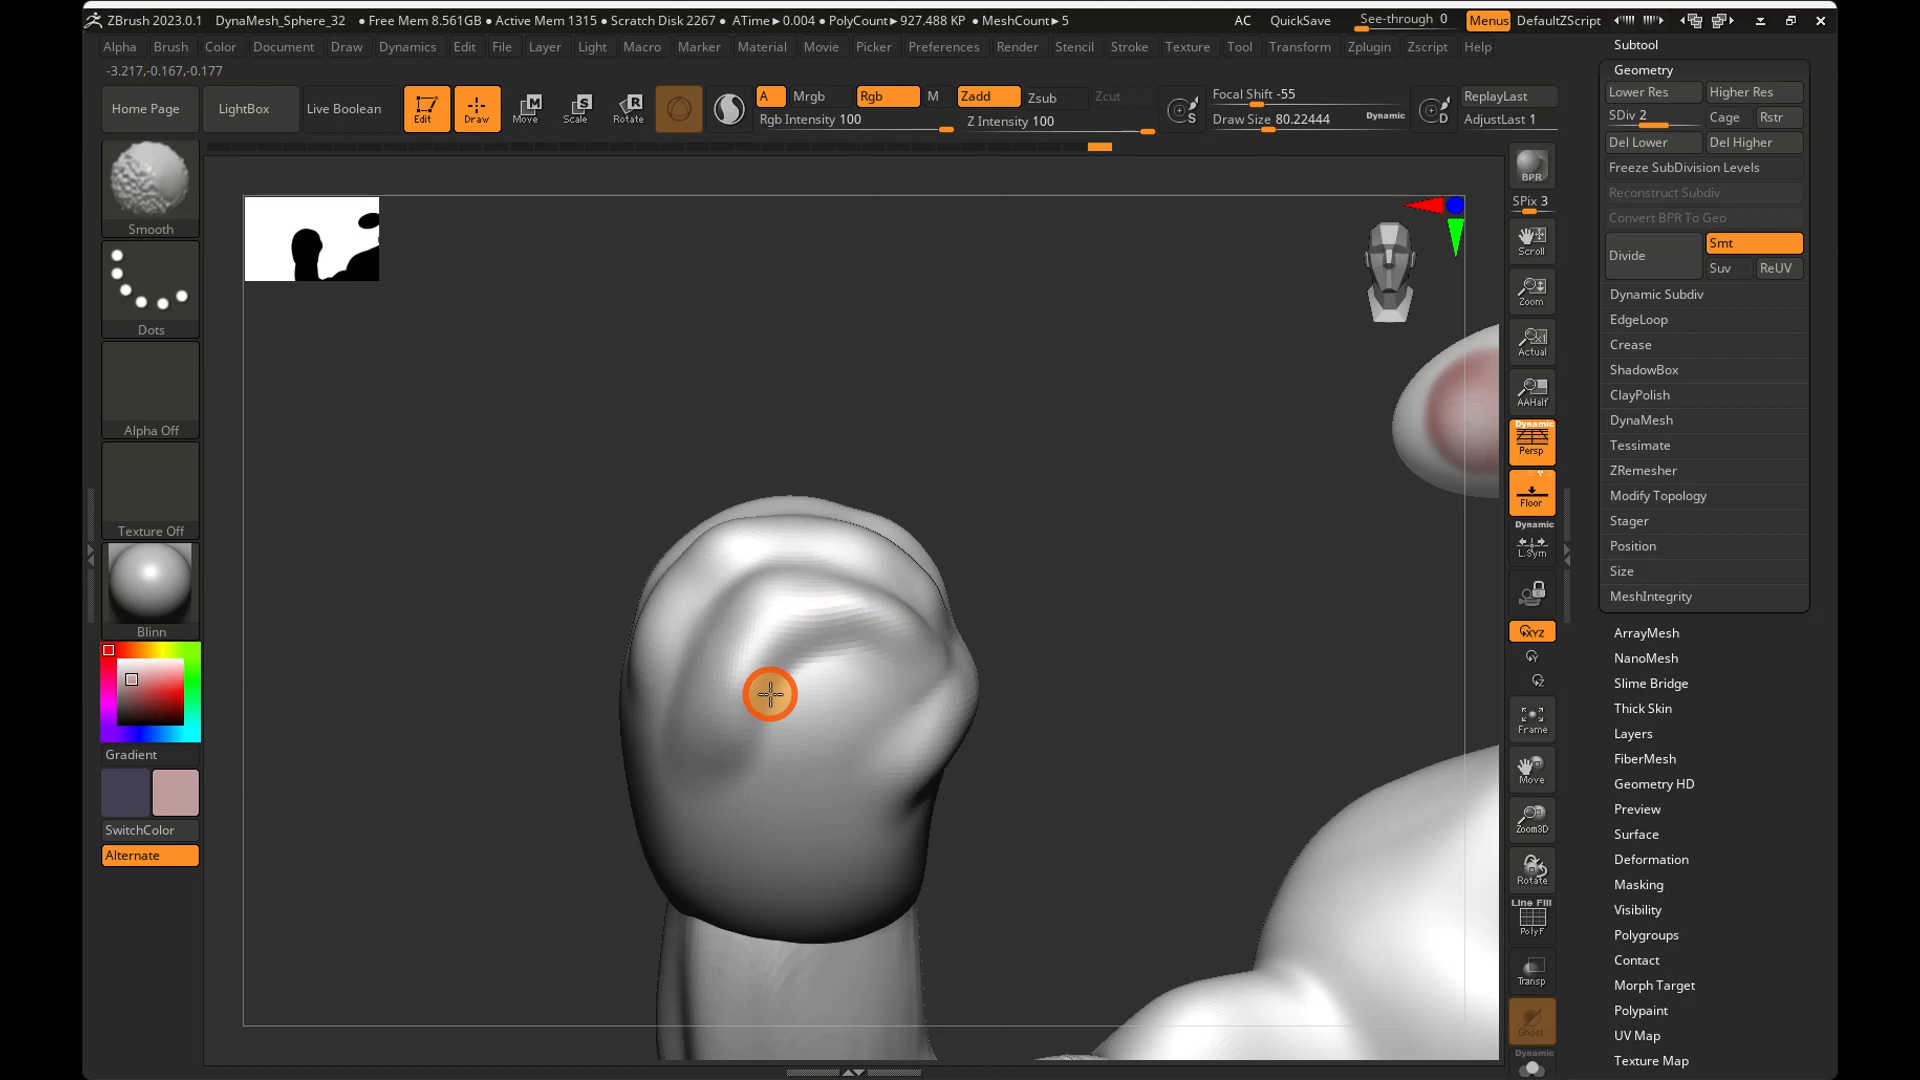 ZBrush 2023.0.1 DynaMesh_Sphere_32 ● Free Mem 8.561GB ● Active Mem 1315 ● Scratch Disk 2267 ● ATime►0.004 ● PolyCount►927.488 KP ● MeshCount►5 AC QuickSave See-through 0 Menus DefaultZScript
Alpha Brush Color Document Draw Dynamics Edit File Layer Light Macro Marker Material Movie Picker Preferences Render Stencil Stroke Texture Tool Transform Zplugin Zscript Help
-3.217,-0.167,-0.177
Home Page LightBox Live Boolean Edit Draw Move Scale Rotate
A Mrgb Rgb M Zadd Zsub Zcut
Rgb Intensity 100 Z Intensity 100
Focal Shift -55
Draw Size 80.22444 Dynamic
ReplayLast
AdjustLast 1
Smooth
Dots
Alpha Off
Texture Off
Blinn
Gradient
SwitchColor
Alternate
BPR
SPix 3
Scroll
Zoom
Actual
AAHalf
Dynamic
Persp
Floor
Dynamic
L.Sym
XYZ
Y
Z
Frame
Move
Zoom3D
Rotate
Line Fill
PolyF
Transp
Ghost
Dynamic
Subtool
Geometry
Lower Res Higher Res
SDiv 2 Cage Rstr
Del Lower Del Higher
Freeze SubDivision Levels
Reconstruct Subdiv
Convert BPR To Geo
Divide Smt
Suv ReUV
Dynamic Subdiv
EdgeLoop
Crease
ShadowBox
ClayPolish
DynaMesh
Tessimate
ZRemesher
Modify Topology
Stager
Position
Size
MeshIntegrity
ArrayMesh
NanoMesh
Slime Bridge
Thick Skin
Layers
FiberMesh
Geometry HD
Preview
Surface
Deformation
Masking
Visibility
Polygroups
Contact
Morph Target
Polypaint
UV Map
Texture Map